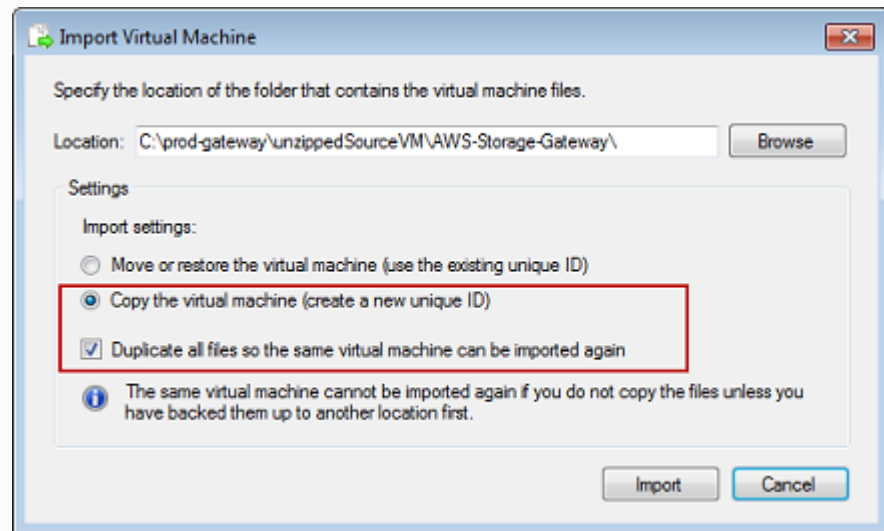 Import Virtual Machine
Specify the location of the folder that contains the virtual machine files.
Location: C:\prod-gateway\unzippedSourceVM\AWS-Storage-Gateway\ Browse
Settings
Import settings:
Move or restore the virtual machine (use the existing unique ID)
Copy the virtual machine (create a new unique ID)
Duplicate all files so the same virtual machine can be imported again
The same virtual machine cannot be imported again if you do not copy the files unless you
have backed them up to another location first.
Import Cancel